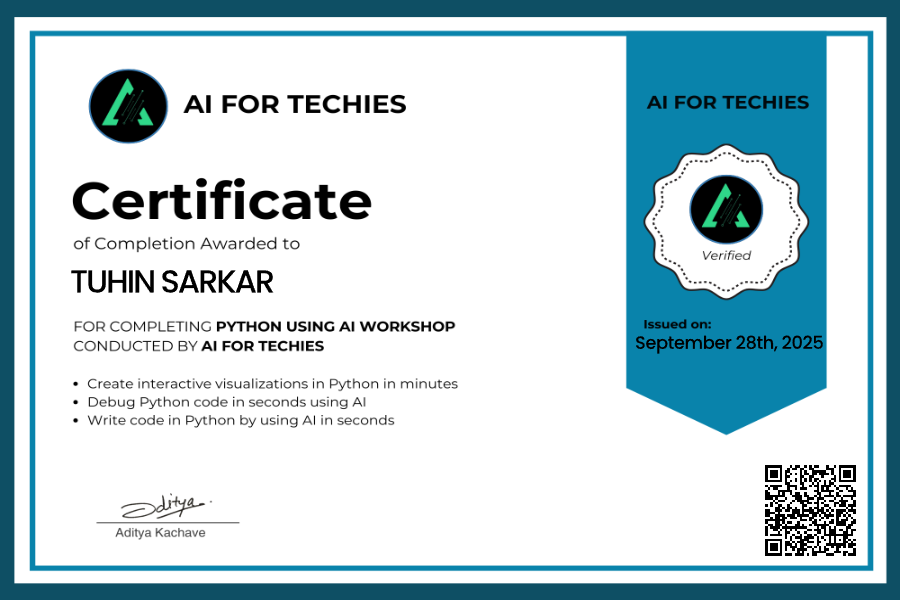 AI FOR TECHIES
Certificate
of Completion Awarded to
TUHIN SARKAR
FOR COMPLETING PYTHON USING AI WORKSHOP
CONDUCTED BY AI FOR TECHIES
• Create interactive visualizations in Python in minutes
• Debug Python code in seconds using AI
• Write code in Python by using AI in seconds
Aditya
Aditya Kachave
AI FOR TECHIES
Verified
Issued on:
September 28th, 2025